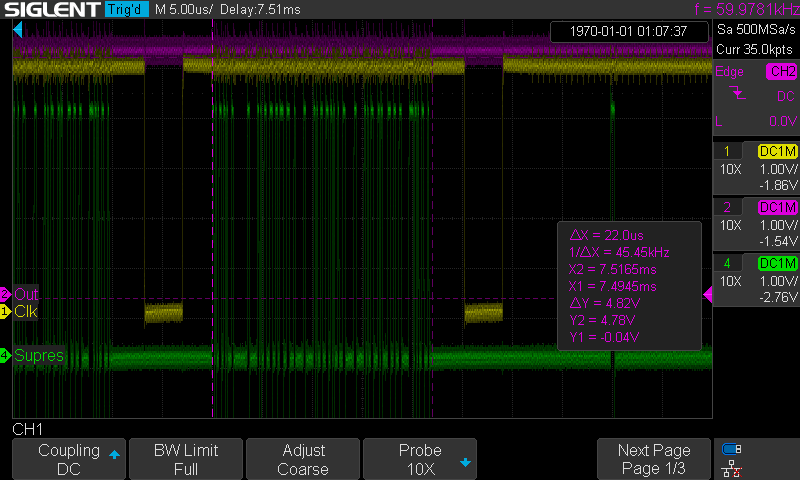 SIGLENT Trig'd M 5.00us/ Delay:7.51ms f = 59.9781kHz
1970-01-01 01:07:37
Sa 500MSa/s
Curr 35.0kpts
Edge CH2
DC
L 0.0V
1 DC1M
10X 1.00V/
-1.86V
2 DC1M
10X 1.00V/
-1.54V
4 DC1M
10X 1.00V/
-2.76V
ΔX = 22.0us
1/ΔX = 45.45kHz
X2 = 7.5165ms
X1 = 7.4945ms
ΔY = 4.82V
Y2 = 4.78V
Y1 = -0.04V
2 Out
1 Clk
4 Supres
CH1
Coupling
DC
BW Limit
Full
Adjust
Coarse
Probe
10X
Next Page
Page 1/3